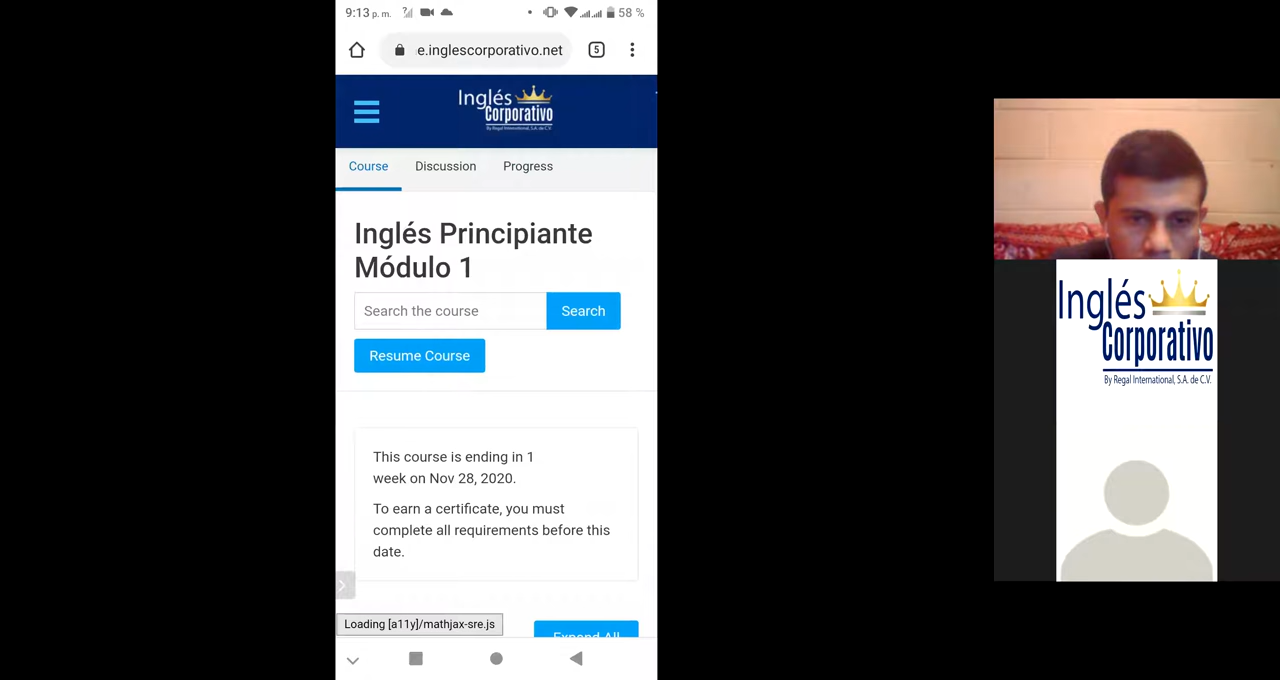 9:13 p. m.
58 %
e.inglescorporativo.net
5
Inglés
Corporativo
By Regal International, S.A. de C.V.
Course Discussion Progress
Inglés Principiante
Módulo 1
Search the course
Search
Resume Course
This course is ending in 1
week on Nov 28, 2020.
To earn a certificate, you must
complete all requirements before this
date.
Loading [a11y]/mathjax-sre.js
Expand All
Inglés
Corporativo
By Regal International, S.A. de C.V.